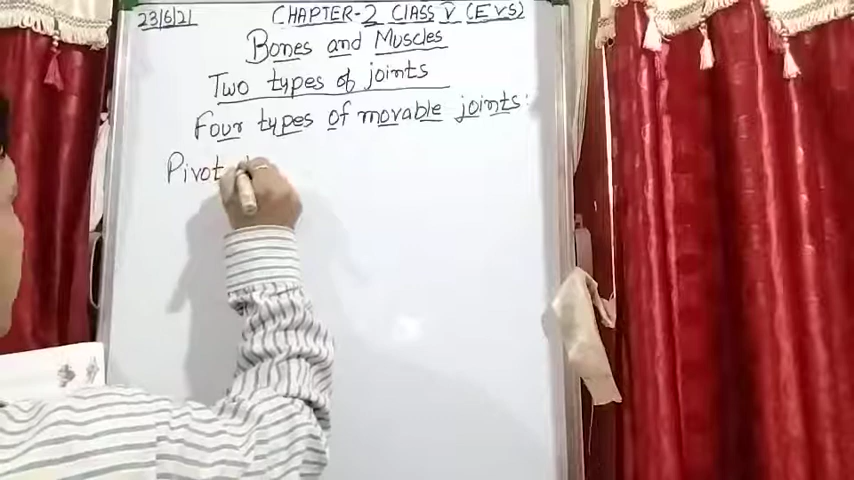 23/6/21 CHAPTER-2 CLASS V (EVS)
Bones and Muscles
Two types of joints
Four types of movable joints:
Pivot